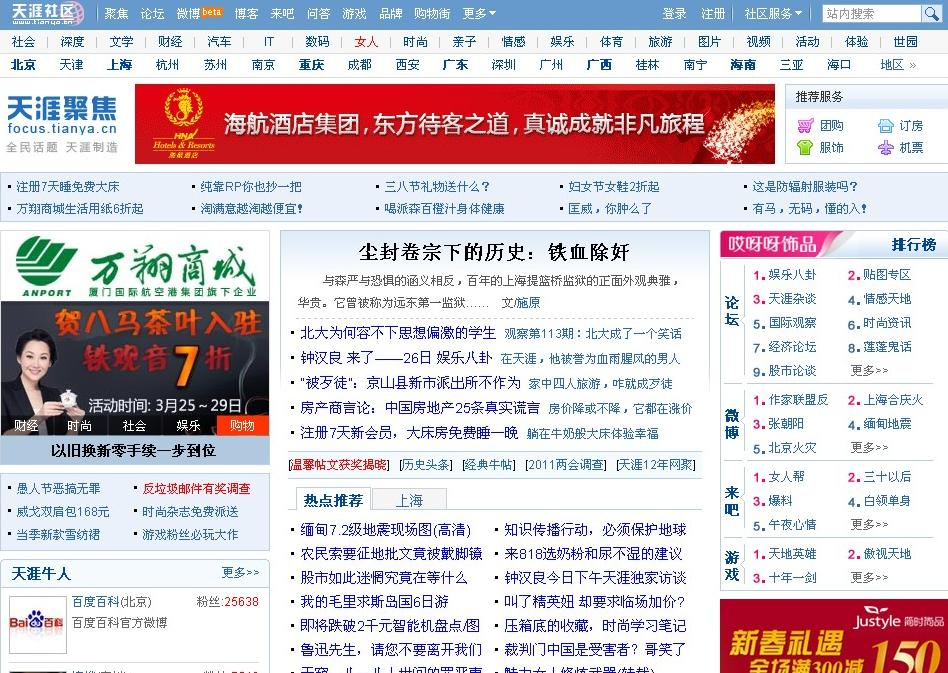 天涯社区
www.tianya.cn
聚焦 论坛 微博 beta 博客 来吧 问答 游戏 品牌 购物街 更多
登录 注册 社区服务 站内搜索
社会 深度 文学 财经 汽车 IT 数码 女人 时尚 亲子 情感 娱乐 体育 旅游 图片 视频 活动 体验 世园
北京 天津 上海 杭州 苏州 南京 重庆 成都 西安 广东 深圳 广州 广西 桂林 南宁 海南 三亚 海口 地区 »
天涯聚焦
focus.tianya.cn
全民话题 天涯制造
HNA
Hotels & Resorts
海航酒店
海航酒店集团,东方待客之道,真诚成就非凡旅程
推荐服务
团购 订房
服饰 机票
注册7天睡免费大床 纯靠RP你也抄一把 三八节礼物送什么? 妇女节女鞋2折起 这是防辐射服装吗?
万翔商城生活用纸6折起 淘满意越淘越便宜! 喝派森百橙汁身体健康 匡威,你肿么了 有马,无码,懂的入!
ANPORT
万翔商城
厦门国际航空港集团旗下企业
贺八马茶叶入驻
铁观音7折
活动时间: 3月25~29日
财经 时尚 社会 娱乐 购物
以旧换新零手续一步到位
愚人节恶搞无罪 反垃圾邮件有奖调查
威戈双肩包168元 时尚杂志免费派送
当季新款雪纺裙 游戏粉丝必玩大作
天涯牛人 更多>>
Bai百科
百度百科(北京) 粉丝:25638
百度百科官方微博
尘封卷宗下的历史: 铁血除奸
与森严与恐惧的涵义相反,百年的上海提篮桥监狱的正面外观典雅,
华贵。它曾被称为远东第一监狱…… 文/施原
北大为何容不下思想偏激的学生 观察第113期:北大成了一个笑话
钟汉良 来了——26日 娱乐八卦 在天涯,他被誉为血雨腥风的男人
“被歹徒”: 京山县新市派出所不作为 家中四人旅游,咋就成歹徒
房产商言论: 中国房地产25条真实谎言 房价降或不降,它都在涨价
注册7天新会员,大床房免费睡一晚 躺在牛奶般大床体验幸福
[温馨帖文获奖揭晓] [历史头条] [经典牛帖] [2011两会调查] [天涯12年网聚]
热点推荐 上海
缅甸7.2级地震现场图(高清) 知识传播行动,必须保护地球
农民索要征地批文竟被戴脚镣 来818选奶粉和尿不湿的建议
股市如此迷惘究竟在等什么 钟汉良今日下午天涯独家访谈
我的毛里求斯岛国6日游 叫了精英妞 却要求临场加价?
即将跌破2千元智能机盘点/图 压箱底的收藏,时尚学习笔记
鲁迅先生,请您不要离开我们 裁判门中国是受害者? 哥笑了
哎呀呀饰品 排行榜
论坛
1.娱乐八卦 2.贴图专区
3.天涯杂谈 4.情感天地
5.国际观察 6.时尚资讯
7.经济论坛 8.莲蓬鬼话
9.股市论谈 更多>>
微博
1.作家联盟反 2.上海合庆火
3.张朝阳 4.缅甸地震
5.北京火灾 更多>>
来吧
1.女人帮 2.三十以后
3.爆料 4.白领单身
5.午夜心情 更多>>
游戏
1.天地英雄 2.傲视天地
3.十年一剑 更多>>
Justyle 简时尚品
新春礼遇
全场满300减150